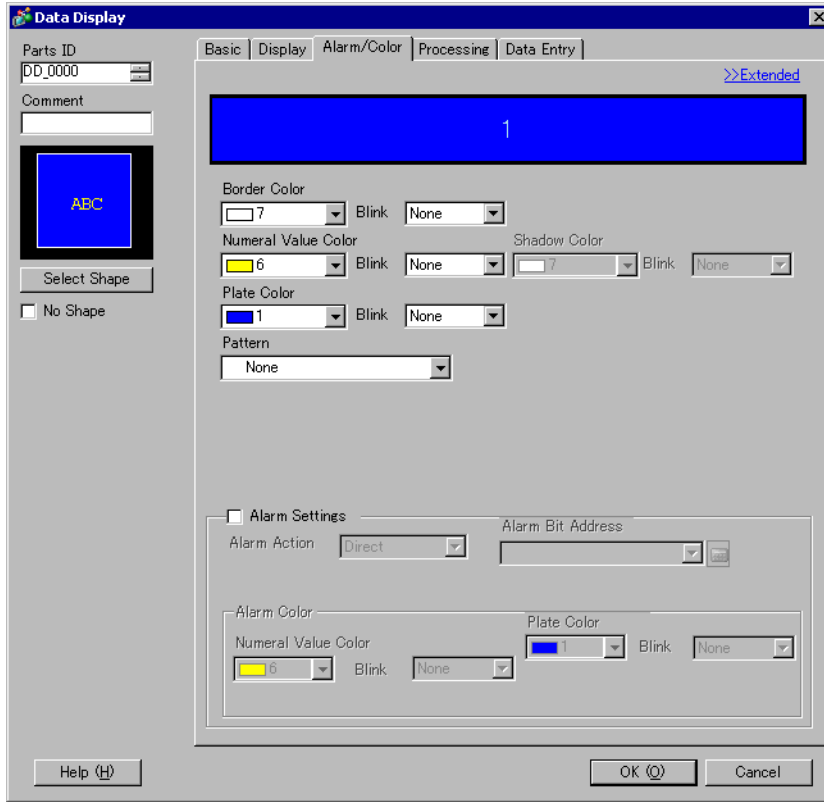 Data Display
Parts ID
DD_0000
Comment
ABC
Select Shape
No Shape
Basic Display Alarm/Color Processing Data Entry
>>Extended
1
Border Color
7 Blink None
Numeral Value Color Shadow Color
6 Blink None 7 Blink None
Plate Color
1 Blink None
Pattern
None
Alarm Settings
Alarm Action Direct Alarm Bit Address
Alarm Color
Numeral Value Color Plate Color
6 Blink None 1 Blink None
Help (H) OK (O) Cancel